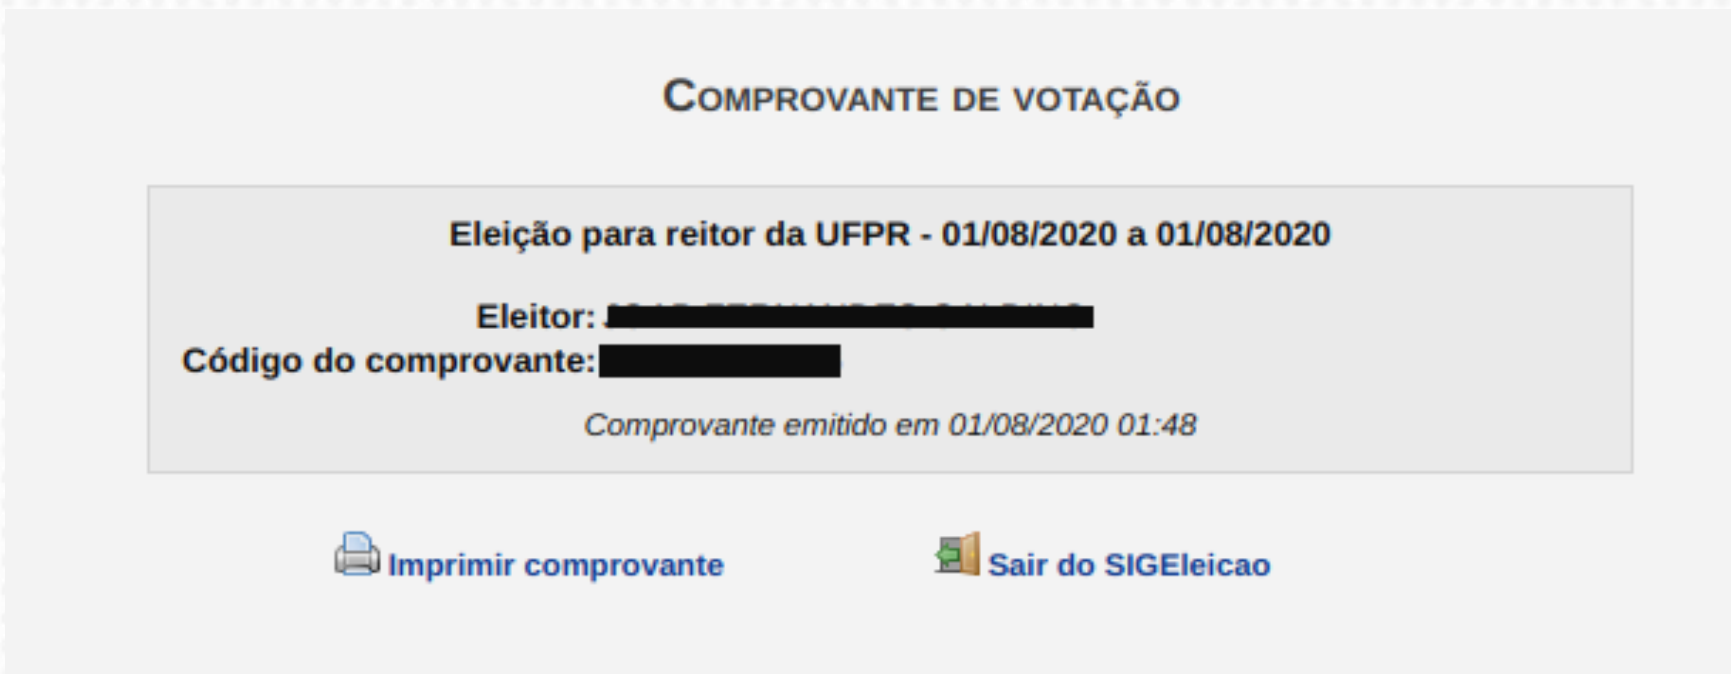 Comprovante de votação
Eleição para reitor da UFPR - 01/08/2020 a 01/08/2020
Eleitor:
Código do comprovante:
Comprovante emitido em 01/08/2020 01:48
Imprimir comprovante
Sair do SIGEleicao